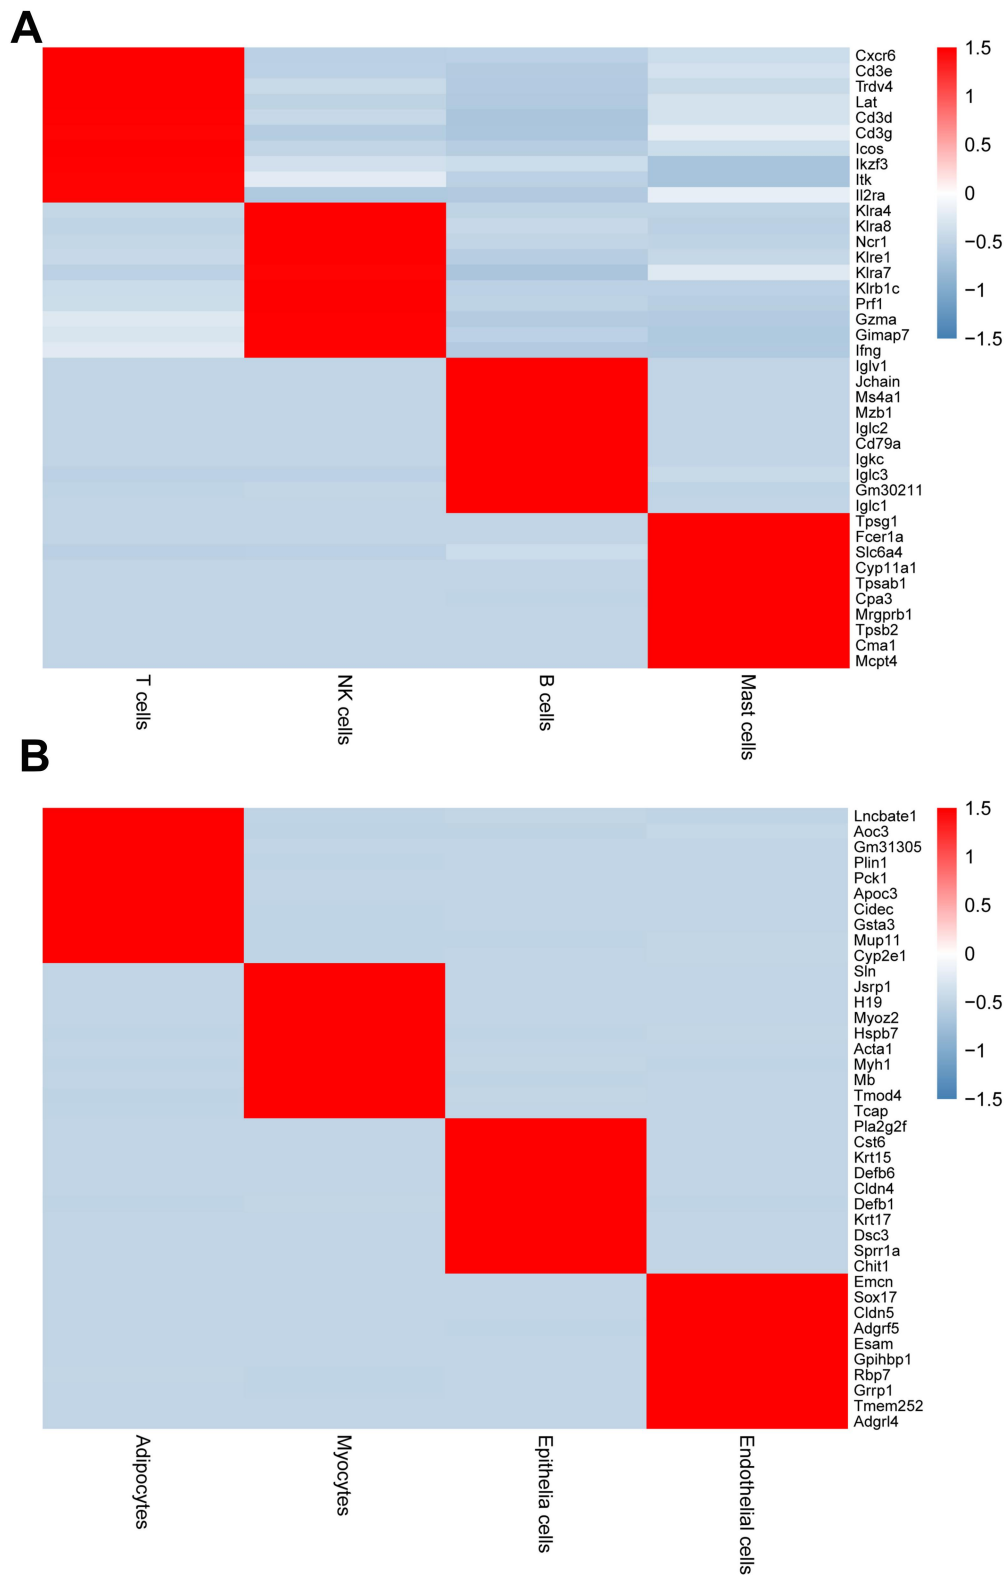 A
Cxcr6
Cd3e
Trdv4
Lat
Cd3d
Cd3g
Icos
Ikzf3
Itk
Il2ra
Klra4
Klra8
Ncr1
Klre1
Klra7
Klrb1c
Prf1
Gzma
Gimap7
Ifng
Iglv1
Jchain
Ms4a1
Mzb1
Iglc2
Cd79a
Igkc
Iglc3
Gm30211
Iglc1
Tpsg1
Fcer1a
Slc6a4
Cyp11a1
Tpsab1
Cpa3
Mrgprb1
Tpsb2
Cma1
Mcpt4
1.5
1
0.5
0
−0.5
−1
−1.5
T cells
NK cells
B cells
Mast cells
B
Lncbate1
Aoc3
Gm31305
Plin1
Pck1
Apoc3
Cidec
Gsta3
Mup11
Cyp2e1
Sln
Jsrp1
H19
Myoz2
Hspb7
Acta1
Myh1
Mb
Tmod4
Tcap
Pla2g2f
Cst6
Krt15
Defb6
Cldn4
Defb1
Krt17
Dsc3
Sprr1a
Chit1
Emcn
Sox17
Cldn5
Adgrf5
Esam
Gpihbp1
Rbp7
Grrp1
Tmem252
Adgrl4
1.5
1
0.5
0
−0.5
−1
−1.5
Adipocytes
Myocytes
Epithelia cells
Endothelial cells